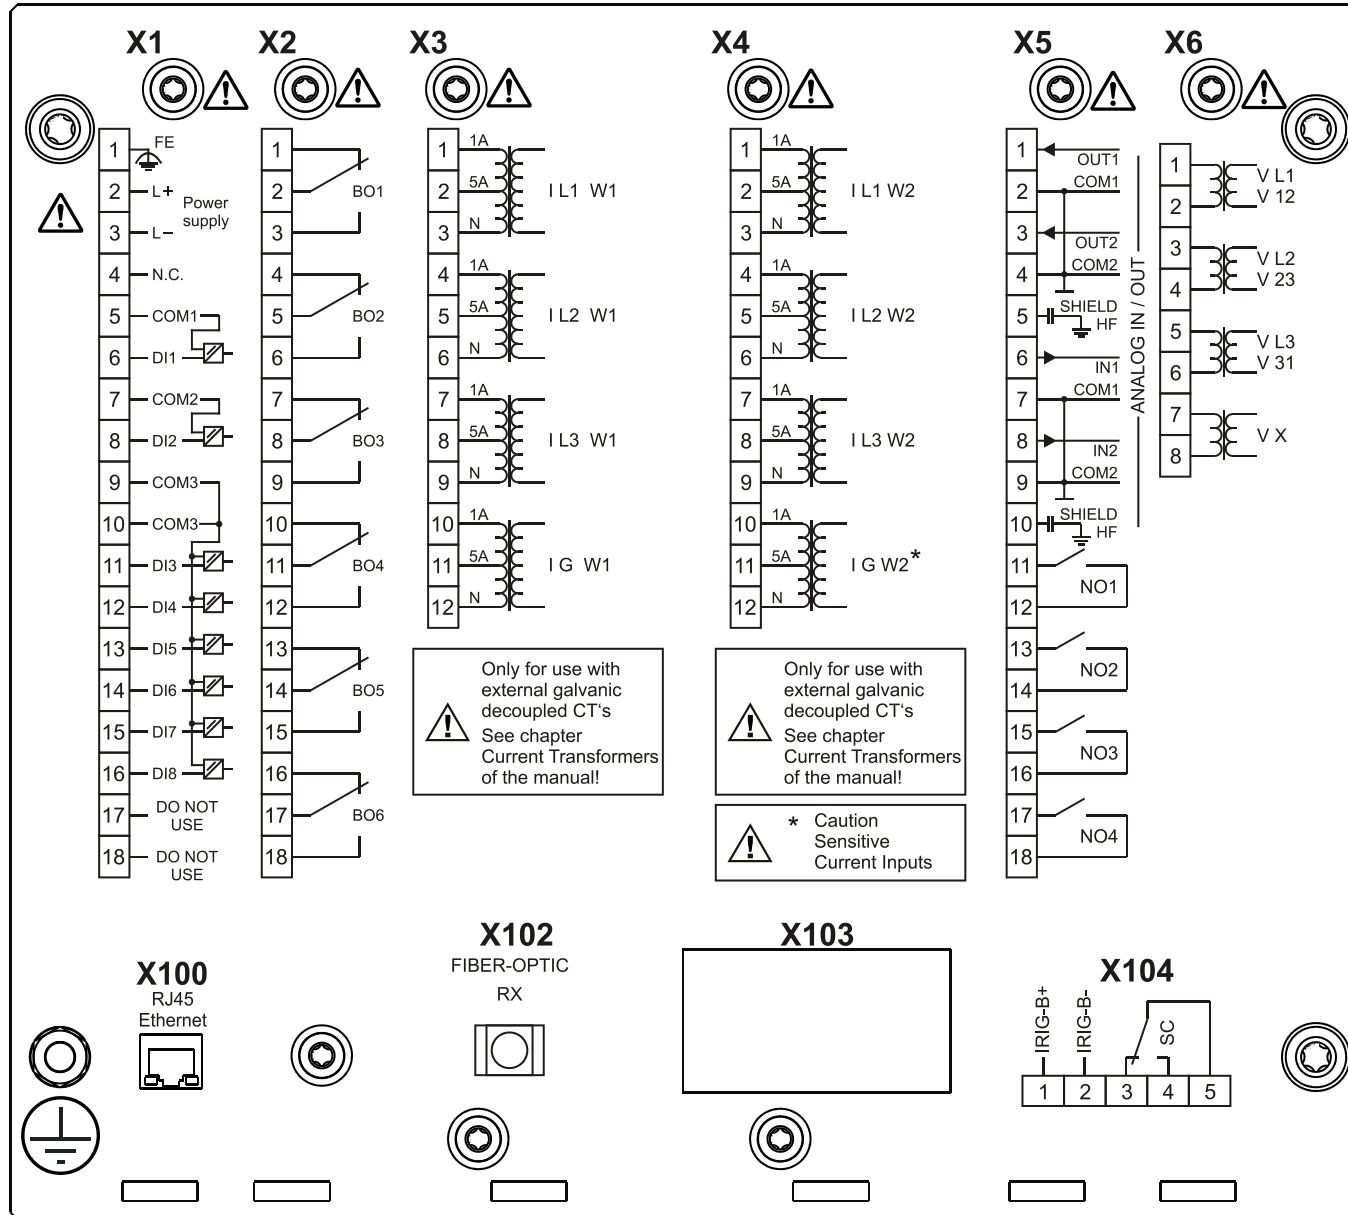 X1
X2
X3
X4
X5
X6
1 FE
2 L+
Power
supply
3 L–
4 N.C.
5 COM1
6 DI1
7 COM2
8 DI2
9 COM3
10 COM3
11 DI3
12 DI4
13 DI5
14 DI6
15 DI7
16 DI8
17 DO NOT
USE
18 DO NOT
USE
1
2 BO1
3
4
5 BO2
6
7
8 BO3
9
10
11 BO4
12
13
14 BO5
15
16
17 BO6
18
1 1A
2 5A I L1 W1
3 N
4 1A
5 5A I L2 W1
6 N
7 1A
8 5A I L3 W1
9 N
10 1A
11 5A I G W1
12 N
Only for use with
external galvanic
decoupled CT‘s
See chapter
Current Transformers
of the manual!
1 1A
2 5A I L1 W2
3 N
4 1A
5 5A I L2 W2
6 N
7 1A
8 5A I L3 W2
9 N
10 1A
11 5A I G W2*
12 N
Only for use with
external galvanic
decoupled CT‘s
See chapter
Current Transformers
of the manual!
* Caution
Sensitive
Current Inputs
1 OUT1
2 COM1
3 OUT2
4 COM2
5 SHIELD
HF
6 IN1
7 COM1
8 IN2
9 COM2
10 SHIELD
HF
ANALOG IN / OUT
11
NO1
12
13
NO2
14
15
NO3
16
17
NO4
18
1 V L1
2 V 12
3 V L2
4 V 23
5 V L3
6 V 31
7
V X
8
X100
RJ45
Ethernet
X102
FIBER-OPTIC
RX
X103
X104
IRIG-B+
IRIG-B-
SC
1 2 3 4 5